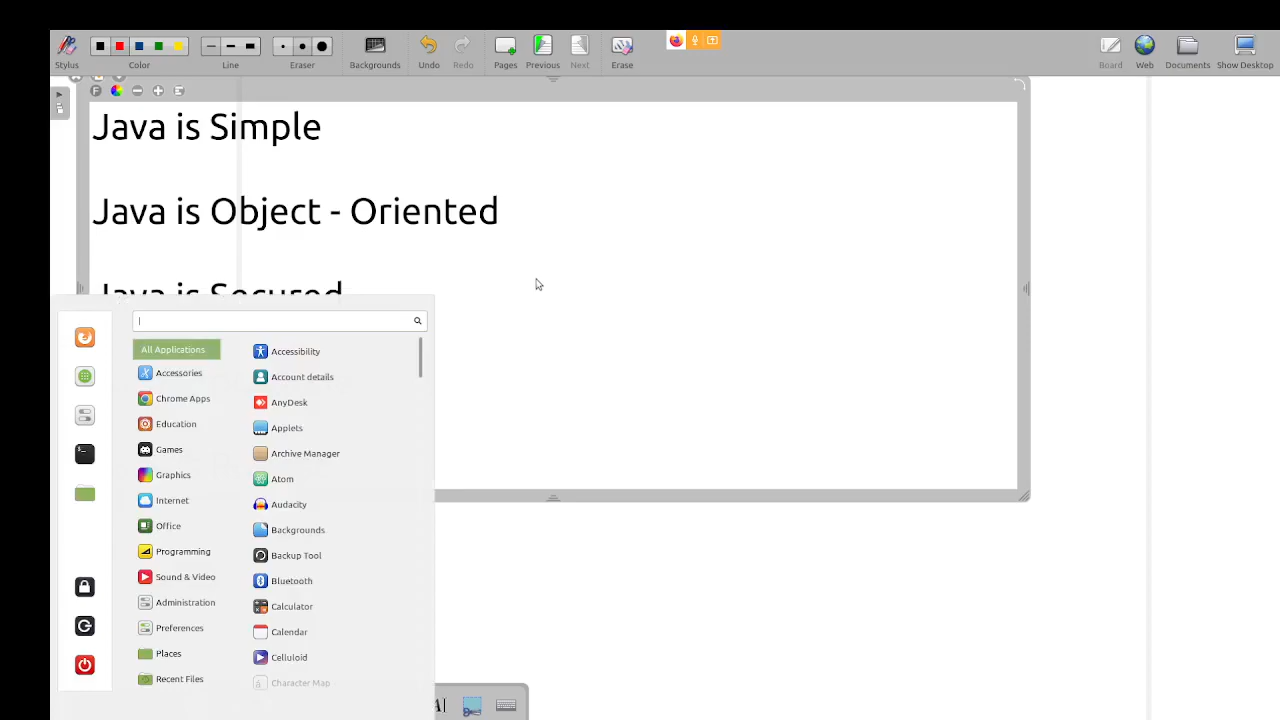 Stylus Color Line Eraser Backgrounds Undo Redo Pages Previous Next Erase Board Web Documents Show Desktop
F
Java is Simple
Java is Object - Oriented
Java is Secured
All Applications
Accessories
Chrome Apps
Education
Games
Graphics
Internet
Office
Programming
Sound & Video
Administration
Preferences
Places
Recent Files
Accessibility
Account details
AnyDesk
Applets
Archive Manager
Atom
Audacity
Backgrounds
Backup Tool
Bluetooth
Calculator
Calendar
Celluloid
Character Map
A|